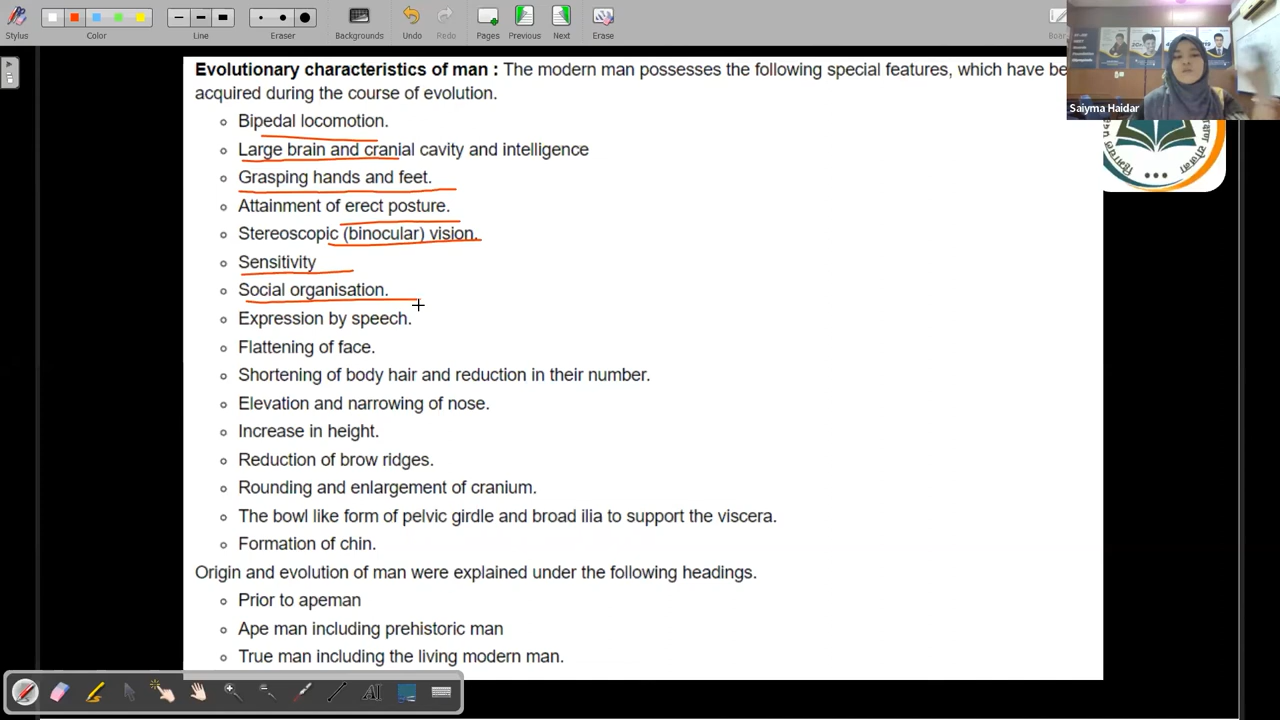 Color
Line
Eraser
Stylus
Backgrounds
Undo
Redo
Pages
Previous
Next
Erase
Saiyma Haidar
Evolutionary characteristics of man : The modern man possesses the following special features, which have be
acquired during the course of evolution.
Bipedal locomotion.
Large brain and cranial cavity and intelligence
Grasping hands and feet.
Attainment of erect posture.
Stereoscopic (binocular) vision.
Sensitivity
Social organisation.
Expression by speech.
Flattening of face.
Shortening of body hair and reduction in their number.
Elevation and narrowing of nose.
Increase in height.
Reduction of brow ridges.
Rounding and enlargement of cranium.
The bowl like form of pelvic girdle and broad ilia to support the viscera.
Formation of chin.
Origin and evolution of man were explained under the following headings.
Prior to apeman
Ape man including prehistoric man
True man including the living modern man.